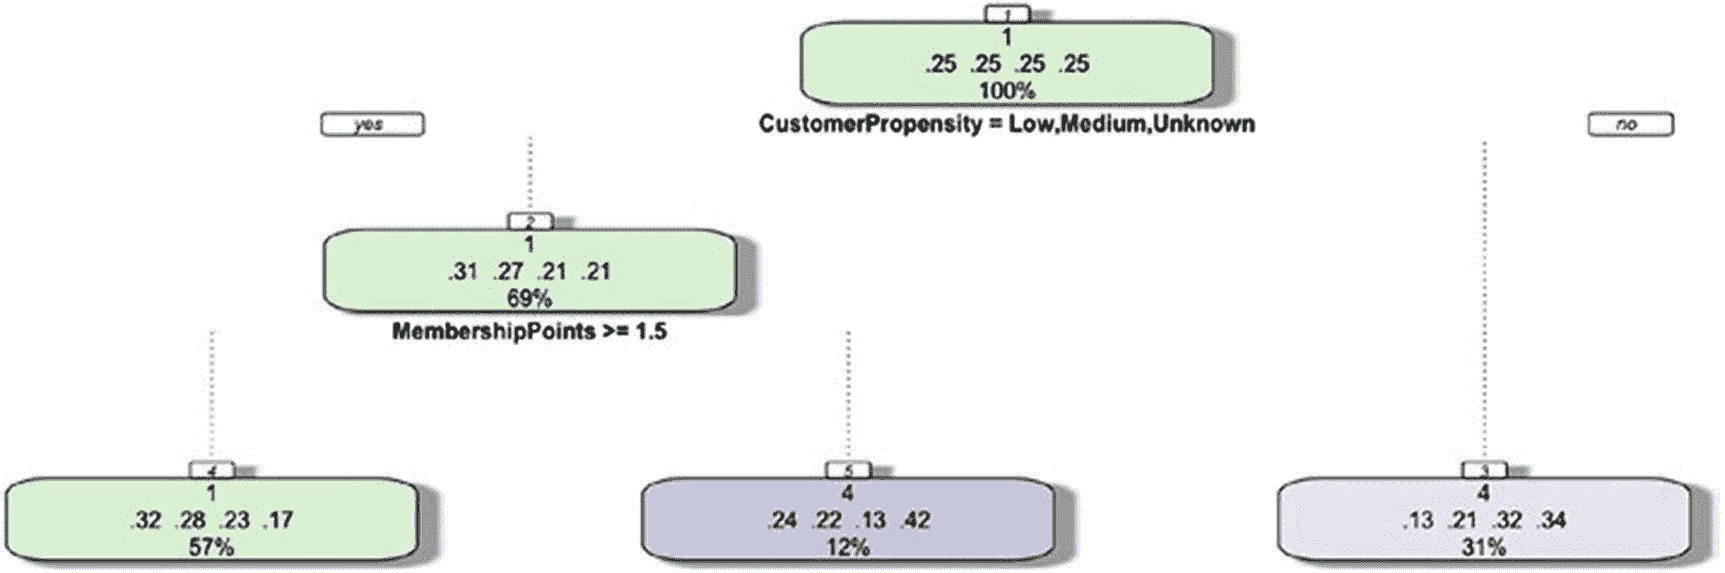 1
1
.25 .25 .25 .25
100%
CustomerPropensity = Low,Medium,Unknown
yes
no
2
1
.31 .27 .21 .21
69%
MembershipPoints >= 1.5
4
1
.32 .28 .23 .17
57%
5
4
.24 .22 .13 .42
12%
3
4
.13 .21 .32 .34
31%